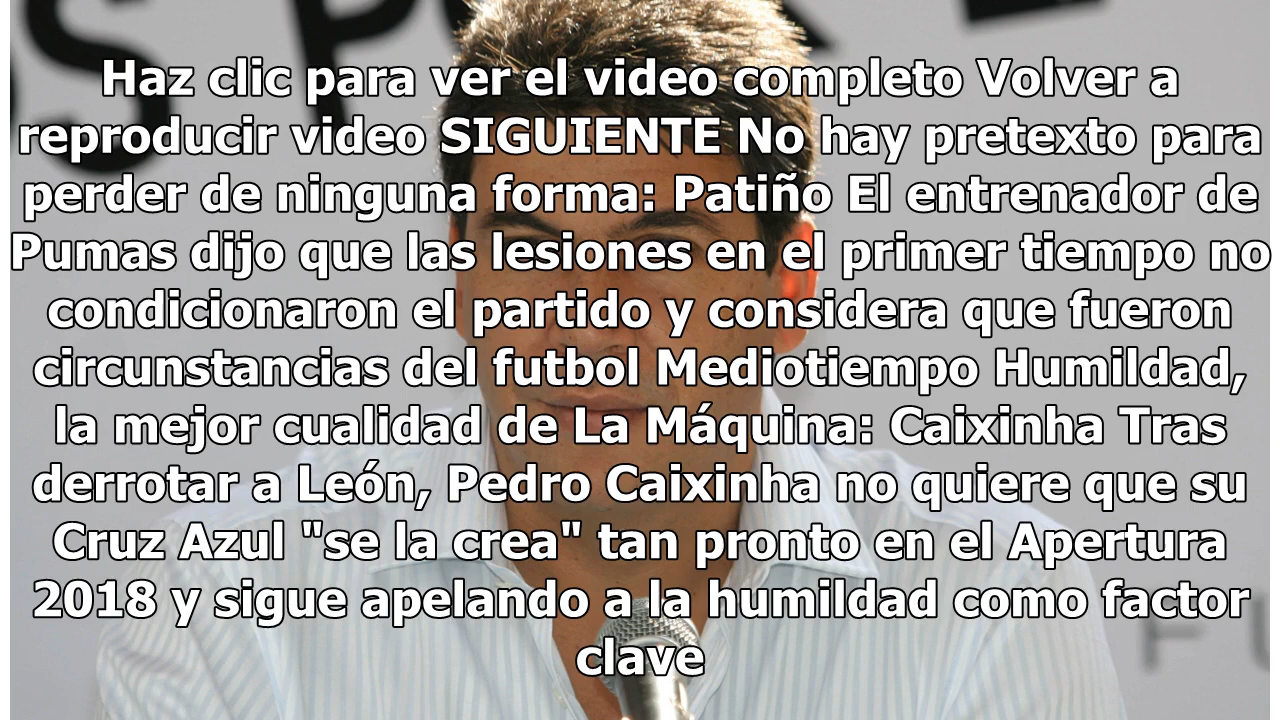 Haz clic para ver el video completo Volver a
reproducir video SIGUIENTE No hay pretexto para
perder de ninguna forma: Patiño El entrenador de
Pumas dijo que las lesiones en el primer tiempo no
condicionaron el partido y considera que fueron
circunstancias del futbol Mediotiempo Humildad,
la mejor cualidad de La Máquina: Caixinha Tras
derrotar a León, Pedro Caixinha no quiere que su
Cruz Azul "se la crea" tan pronto en el Apertura
2018 y sigue apelando a la humildad como factor
clave